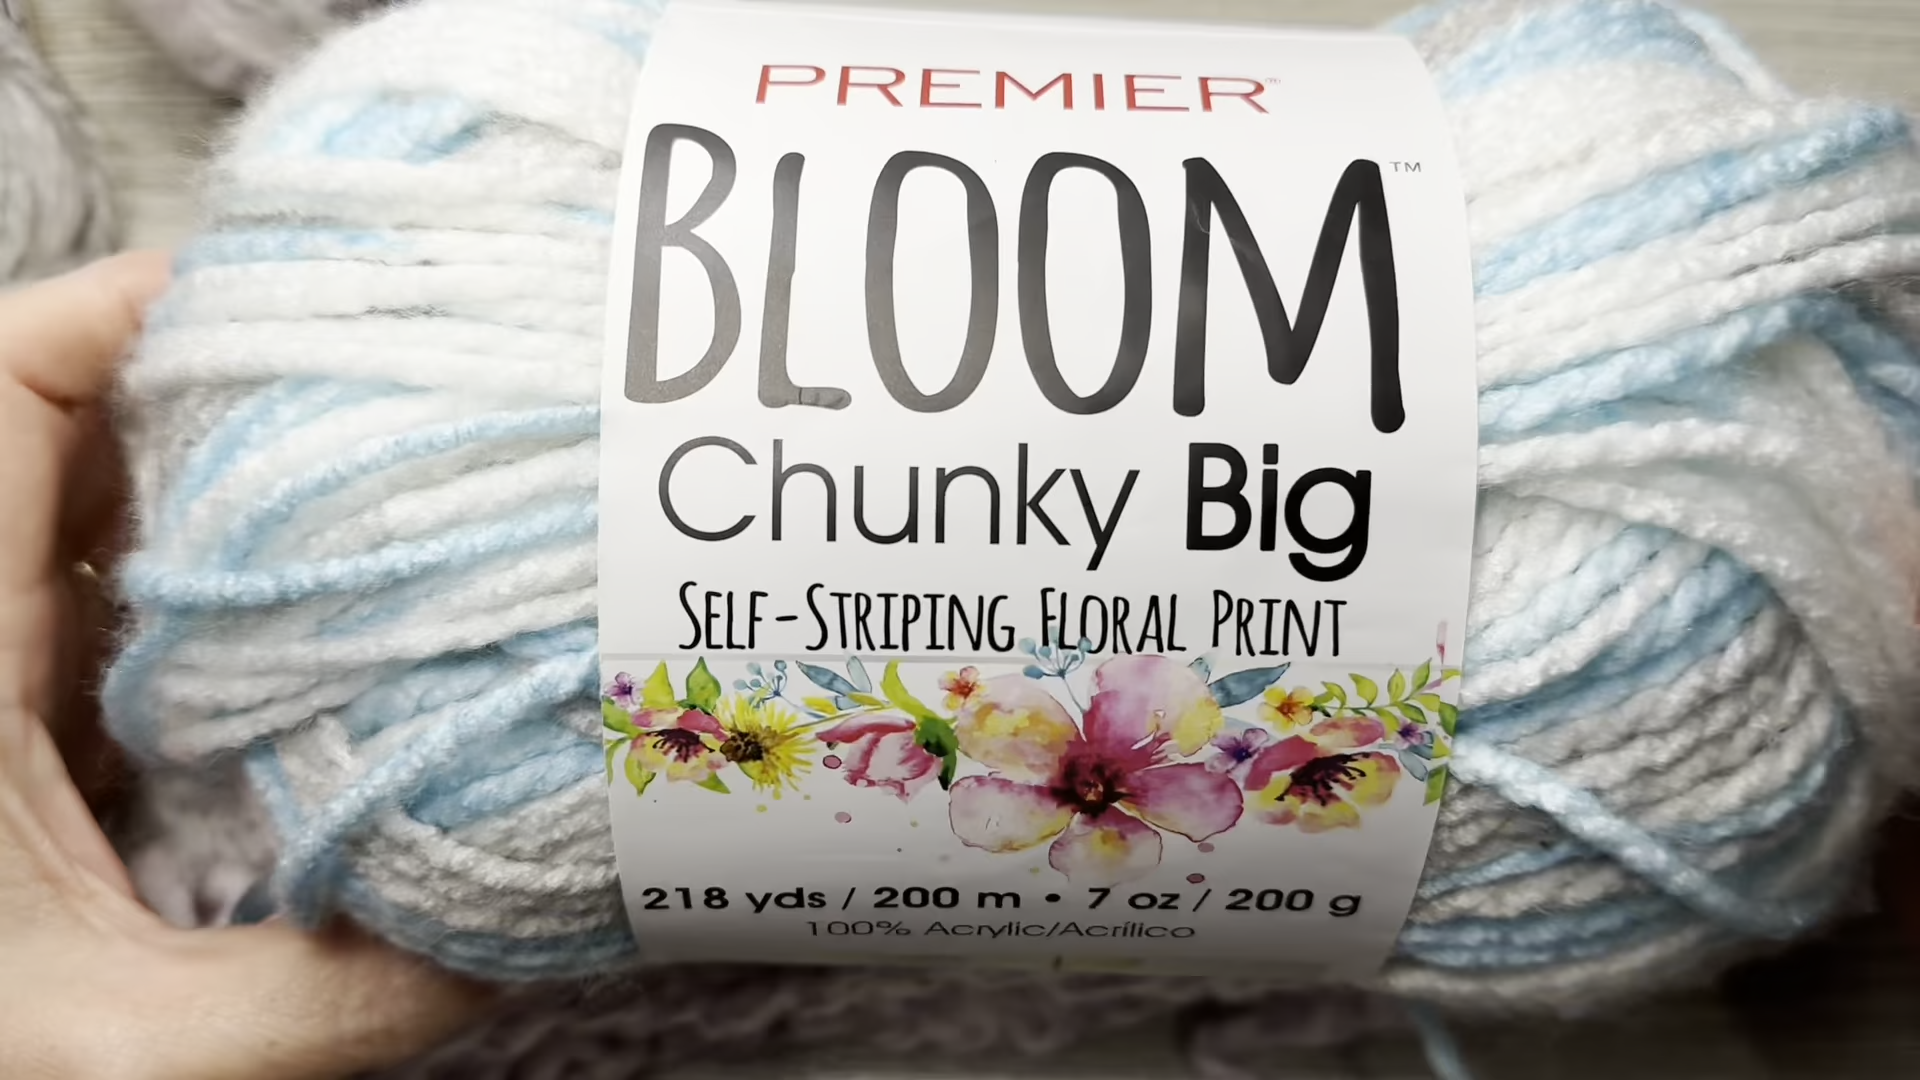 PREMIER®
BLOOM™
Chunky Big
SELF-STRIPING FLORAL PRINT
218 yds / 200 m • 7 oz / 200 g
100% Acrylic/Acrílico